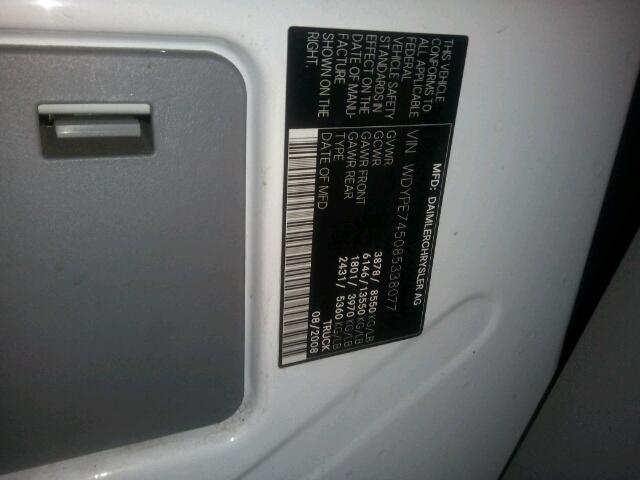 MFD: DAIMLERCHRYSLER AG
VIN WDYPE745085338077
GVWR 3878/ 8550 KG/LB
GCWR 6146/13550 KG/LB
GAWR FRONT 1801/ 3970 KG/LB
GAWR REAR 2431/ 5360 KG/LB
TYPE TRUCK
DATE OF MFD 08/2008
THIS VEHICLE
CONFORMS TO
ALL APPLICABLE
FEDERAL
VEHICLE SAFETY
STANDARDS IN
EFFECT ON THE
DATE OF MANU-
FACTURE
SHOWN ON THE
RIGHT.